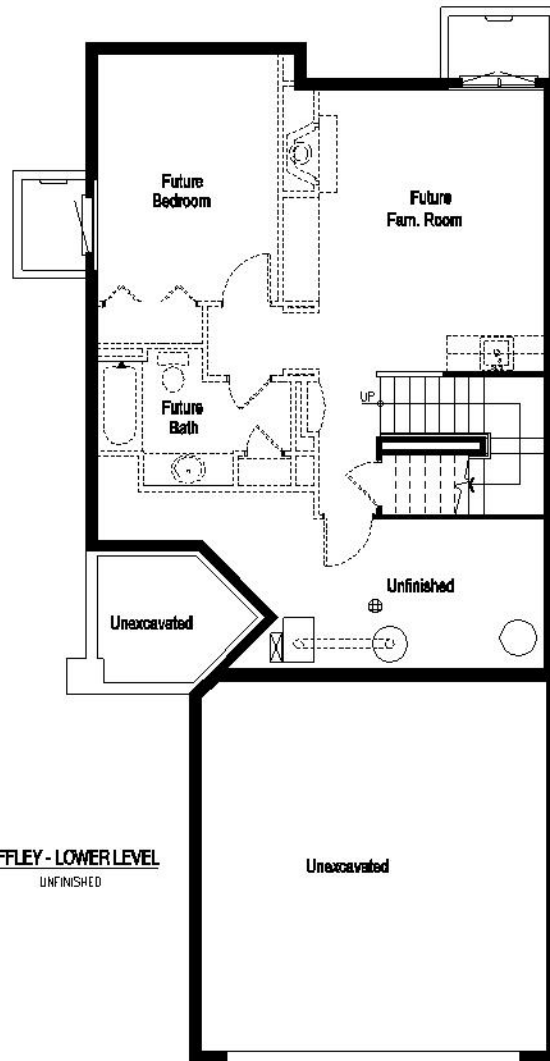 Future
Bedroom
Future
Fam. Room
UP
Future
Bath
Unfinished
Unexcavated
FFLEY - LOWER LEVEL
UNFINISHED
Unexcavated